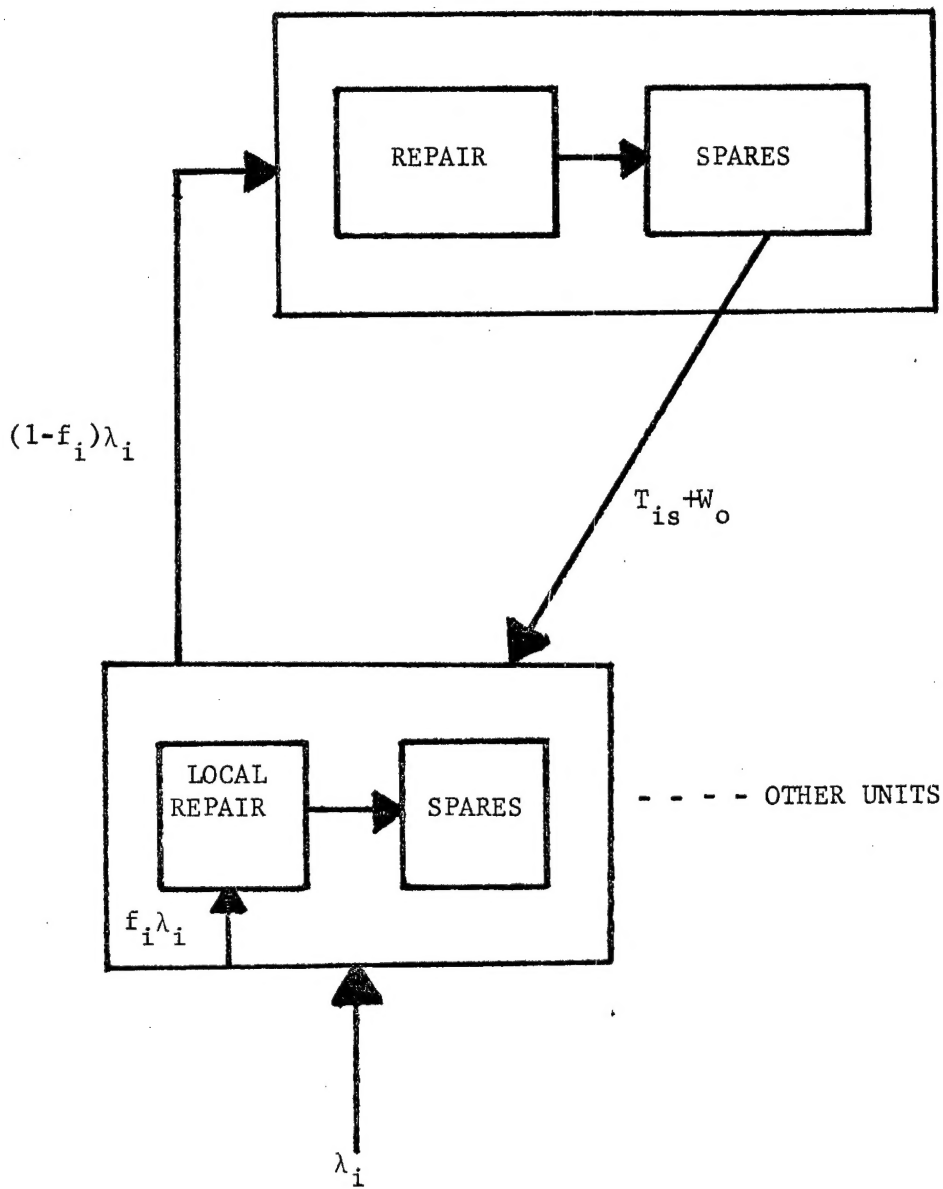 REPAIR
SPARES
(1-f_i)λ_i
T_is+W_o
LOCAL
REPAIR
SPARES
- - - - - OTHER UNITS
f_iλ_i
λ_i